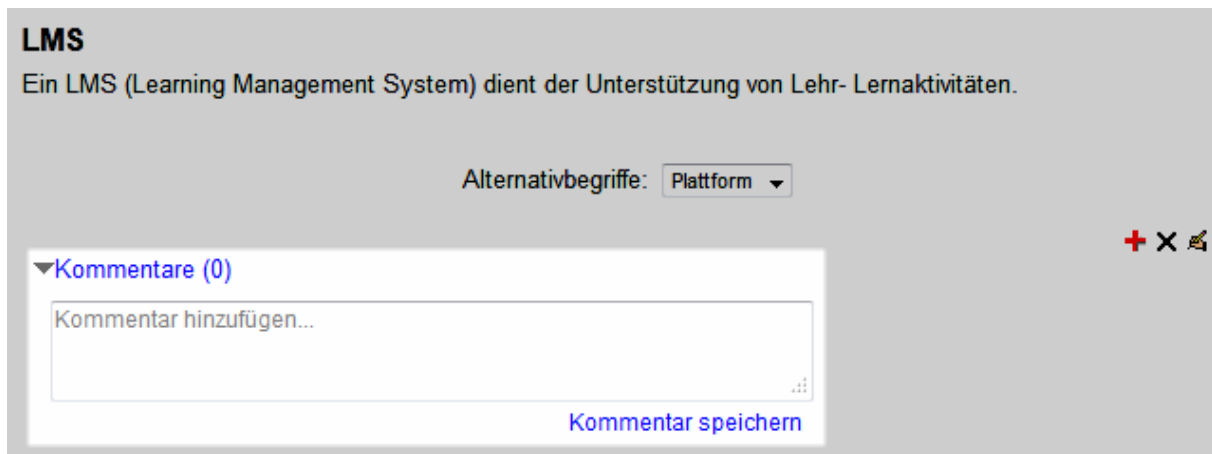 LMS
Ein LMS (Learning Management System) dient der Unterstützung von Lehr- Lernaktivitäten.
Alternativbegriffe: Plattform
Kommentare (0)
Kommentar hinzufügen...
Kommentar speichern